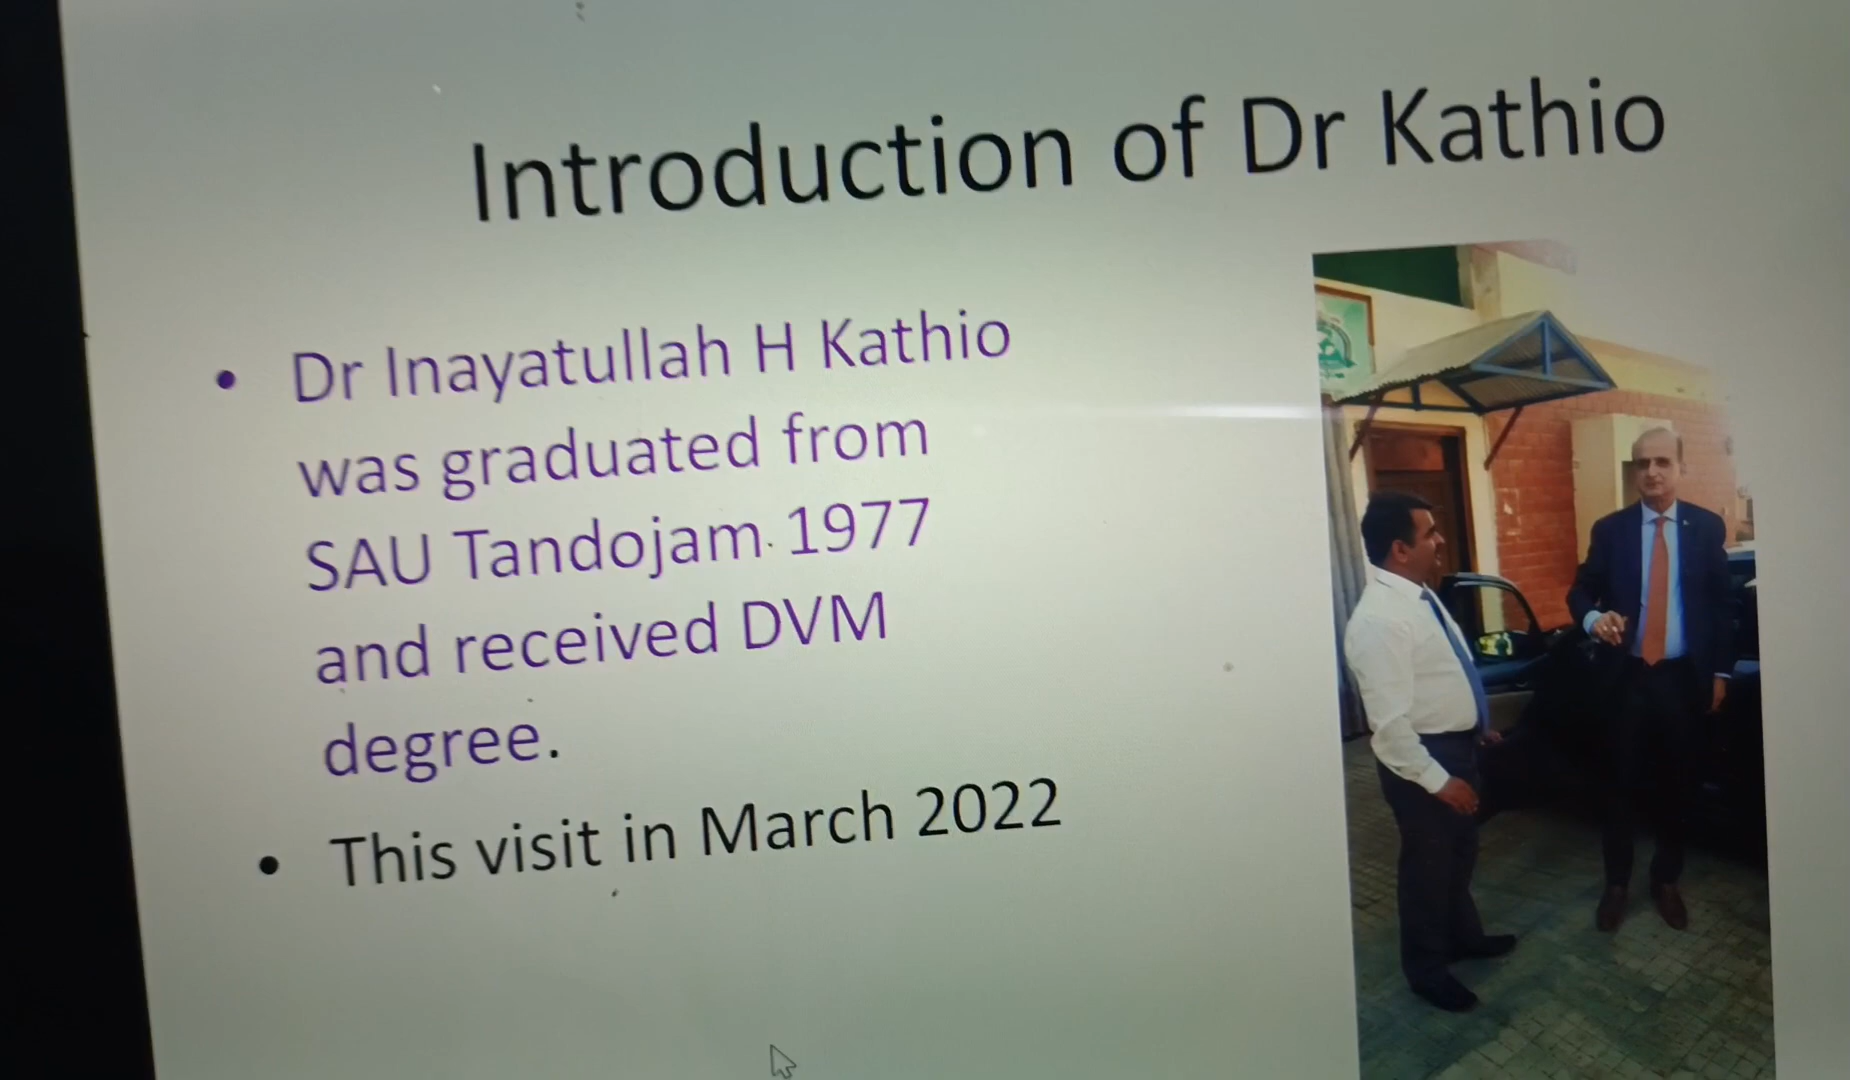 Introduction of Dr Kathio
• Dr Inayatullah H Kathio
was graduated from
SAU Tandojam 1977
and received DVM
degree.
• This visit in March 2022